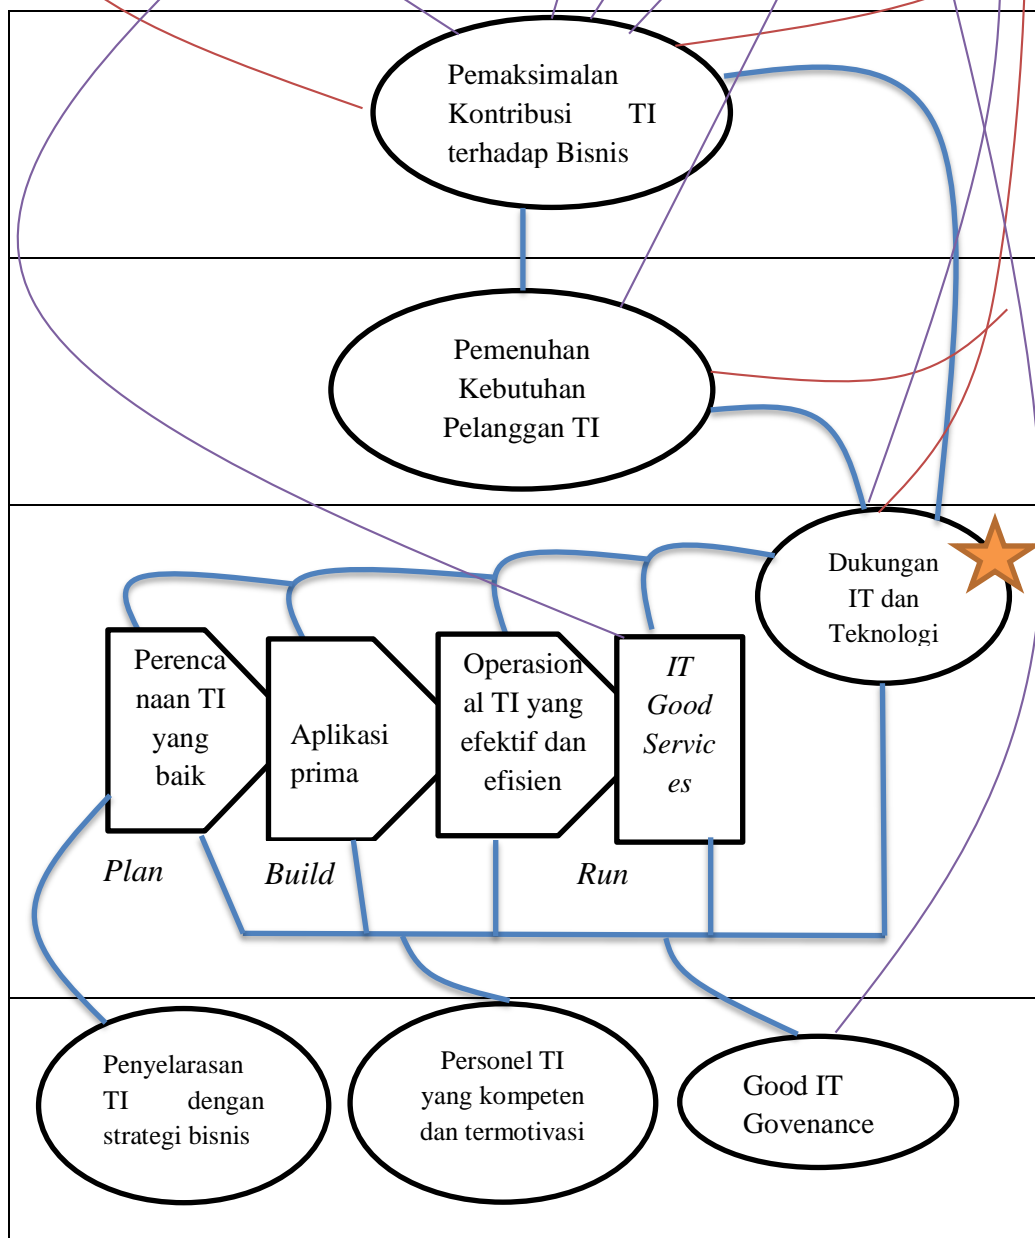 Pemaksimalan
Kontribusi TI
terhadap Bisnis
Pemenuhan
Kebutuhan
Pelanggan TI
Dukungan
IT dan
Teknologi
Perenca
naan TI
yang
baik
Aplikasi
prima
Operasion
al TI yang
efektif dan
efisien
IT
Good
Servic
es
Plan
Build
Run
Penyelarasan
TI dengan
strategi bisnis
Personel TI
yang kompeten
dan termotivasi
Good IT
Govenance